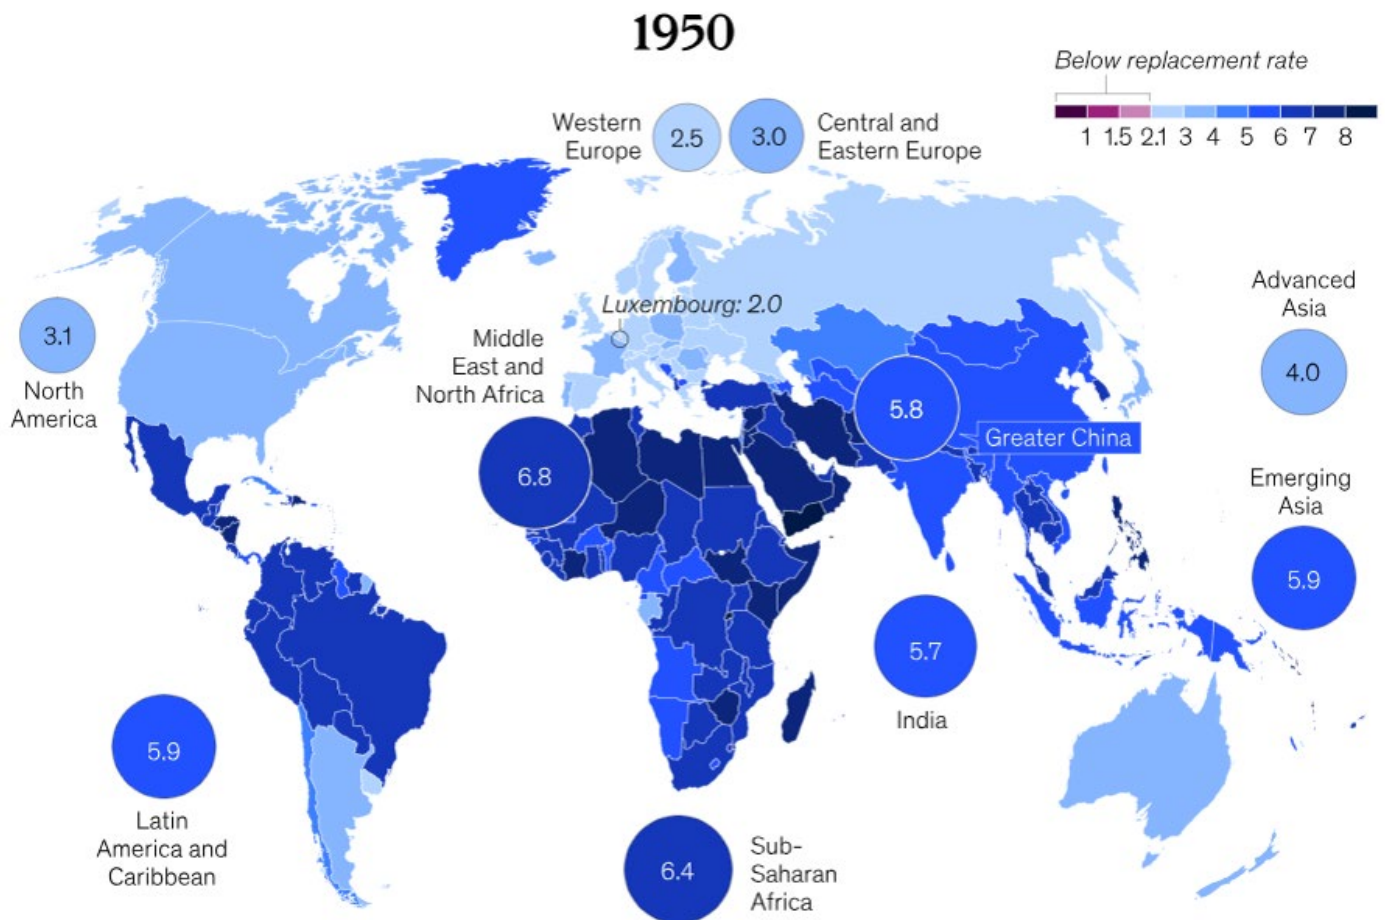 1950
Below replacement rate
1 1.5 2.1 3 4 5 6 7 8
Western
Europe
2.5
3.0
Central and
Eastern Europe
Luxembourg: 2.0
Advanced
Asia
4.0
3.1
North
America
Middle
East and
North Africa
6.8
5.8
Greater China
Emerging
Asia
5.9
5.7
India
5.9
Latin
America and
Caribbean
6.4
Sub-
Saharan
Africa